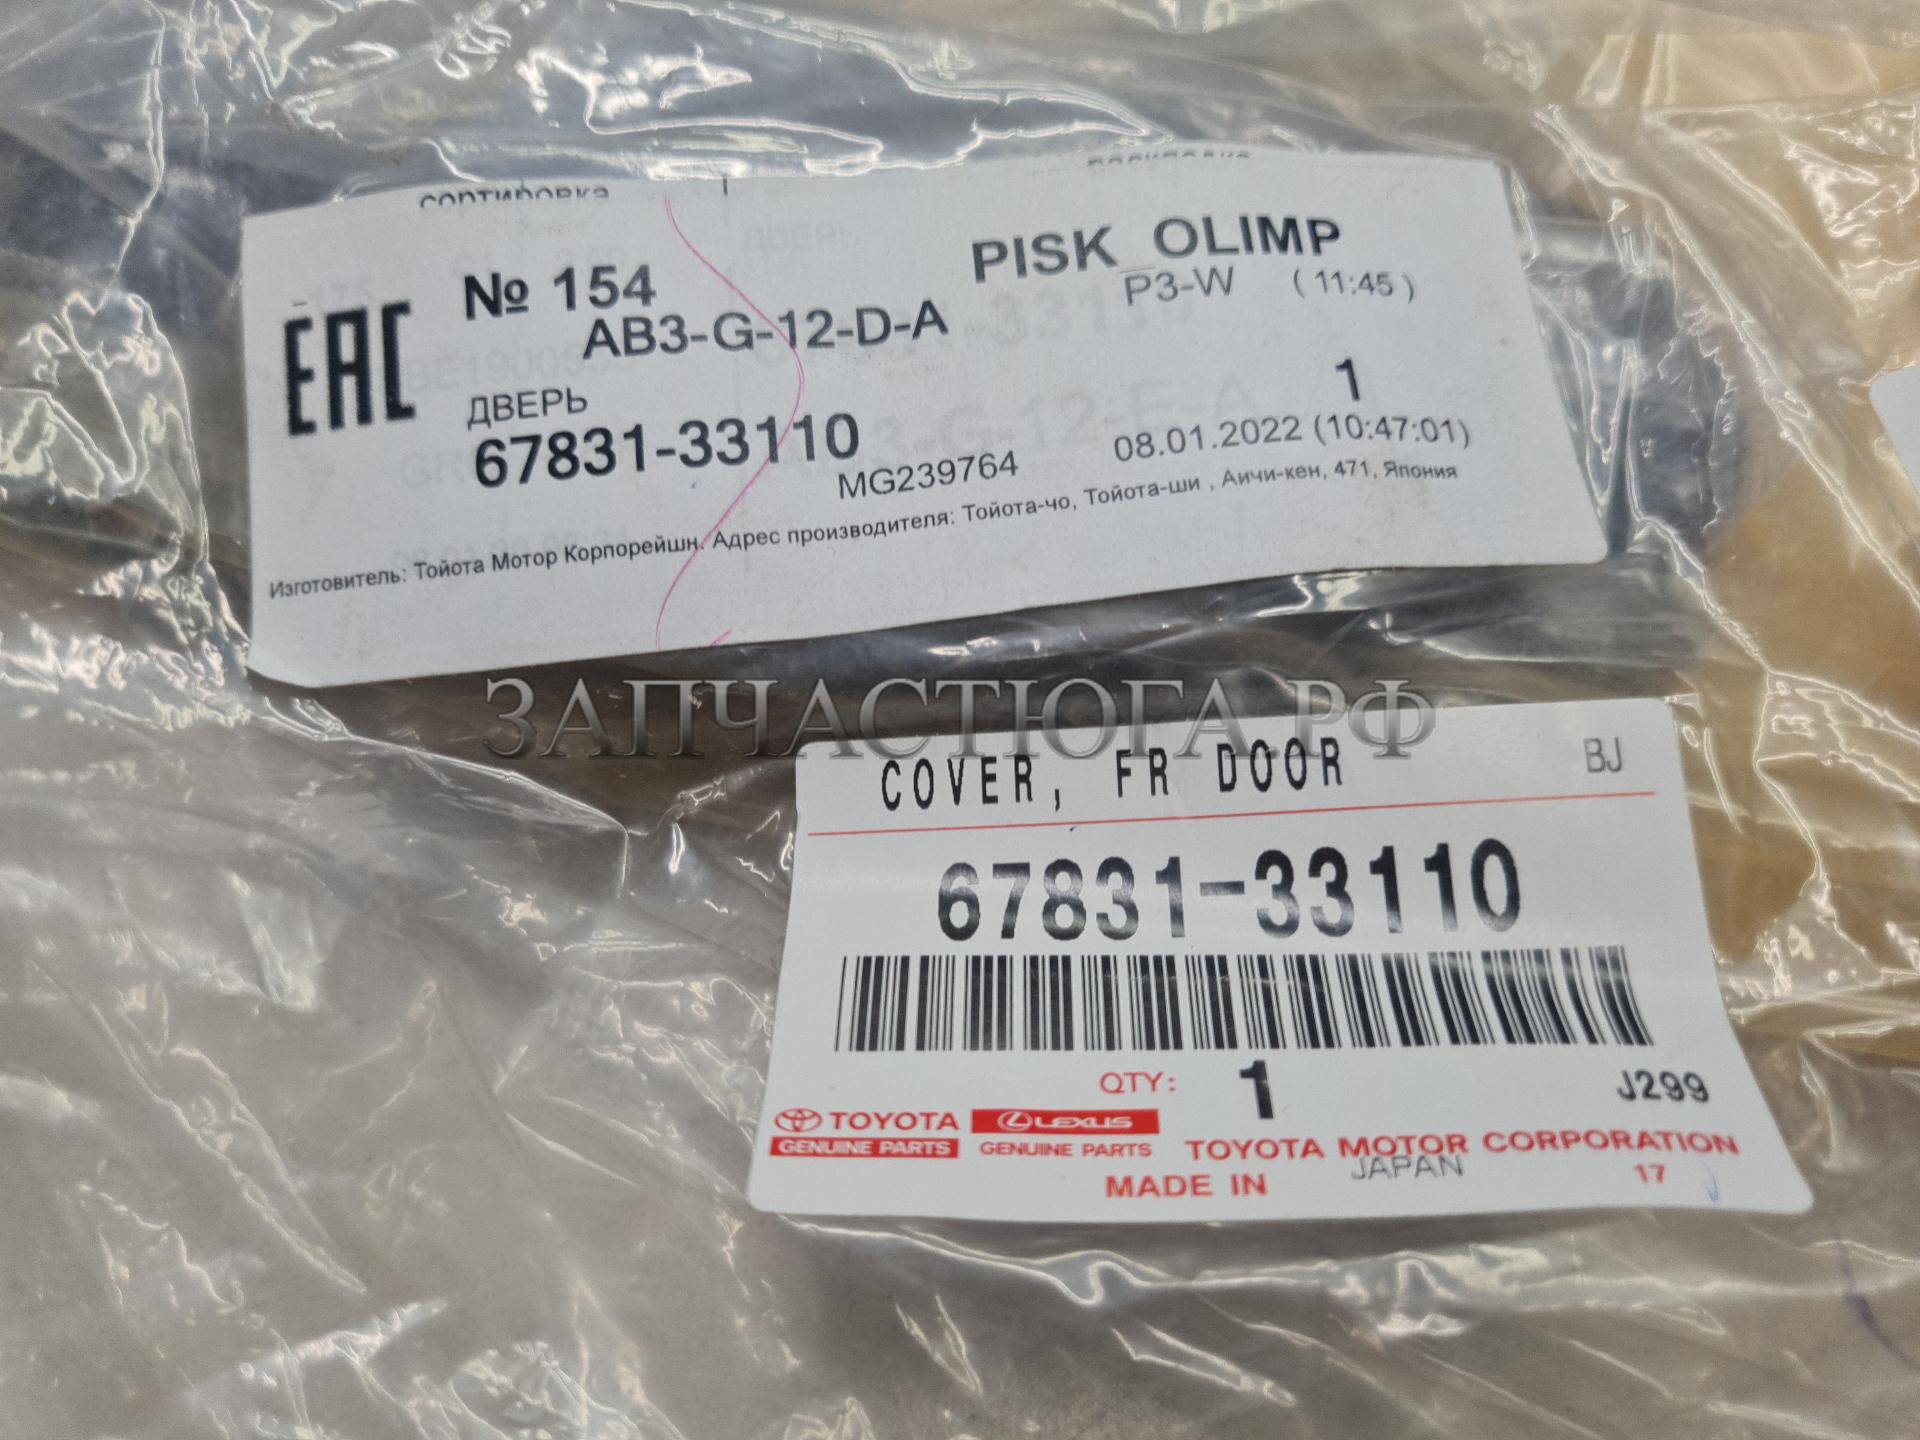 сортировка
№ 154
PISK_OLIMP
P3-W (11:45)
AB3-G-12-D-A
EAC
ДВЕРЬ
1
67831-33110
MG239764
08.01.2022 (10:47:01)
Изготовитель: Тойота Мотор Корпорейшн. Адрес производителя: Тойота-чо, Тойота-ши , Аичи-кен, 471, Япония
ЗАПЧАСТЮГА.РФ
COVER, FR DOOR
BJ
67831-33110
QTY: 1
J299
TOYOTA
GENUINE PARTS
LEXUS
GENUINE PARTS
TOYOTA MOTOR CORPORATION
MADE IN JAPAN
17